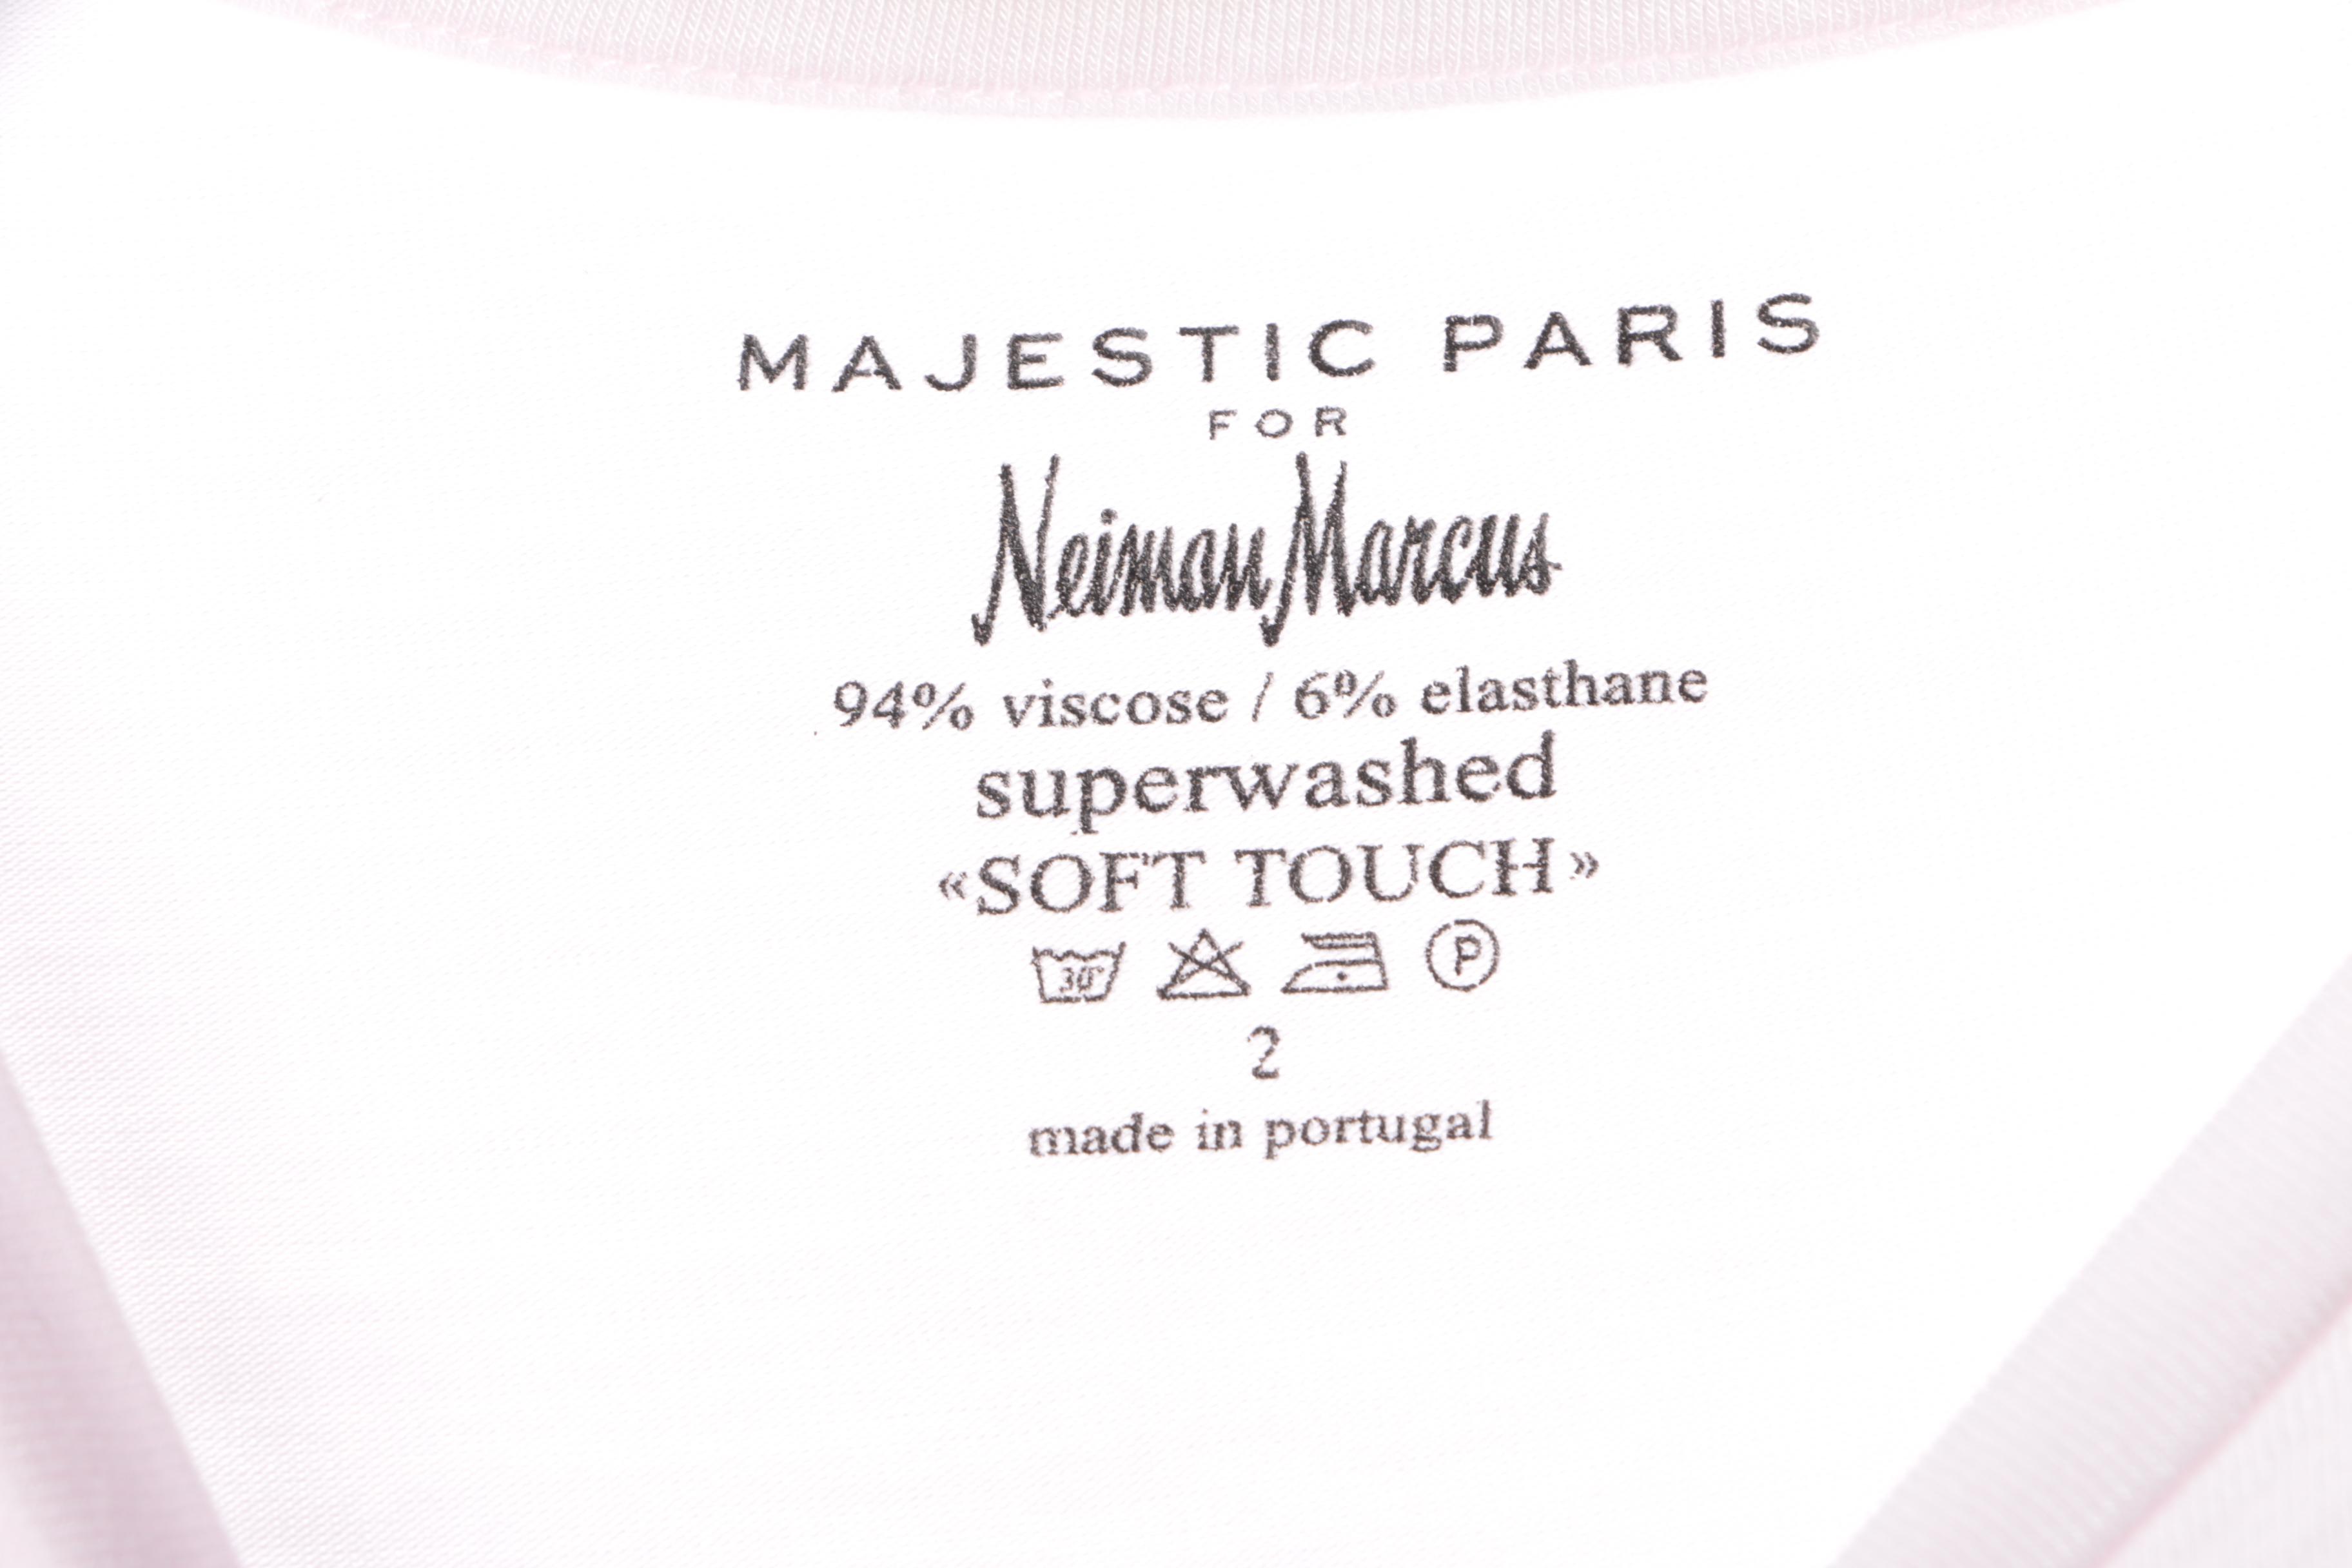 MAJESTIC PARIS
FOR
Neiman Marcus
94% viscose / 6% elasthane
superwashed
«SOFT TOUCH»
30° P
2
made in portugal